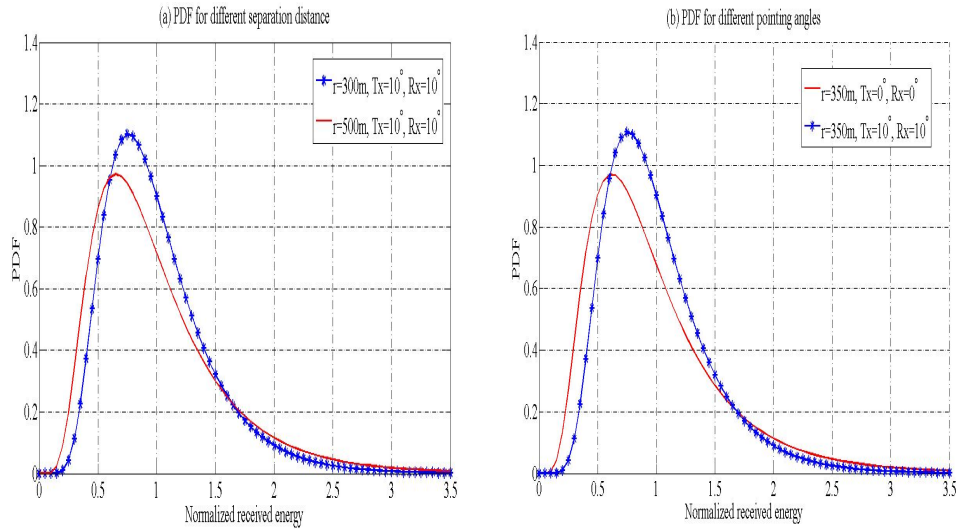 (a) PDF for different separation distance
PDF
1.4
1.2
1
0.8
0.6
0.4
0.2
0
r=300m, Tx=10°, Rx=10°
r=500m, Tx=10°, Rx=10°
0 0.5 1 1.5 2 2.5 3 3.5
Normalized received energy
(b) PDF for different pointing angles
PDF
1.4
1.2
1
0.8
0.6
0.4
0.2
0
r=350m, Tx=0°, Rx=0°
r=350m, Tx=10°, Rx=10°
0 0.5 1 1.5 2 2.5 3 3.5
Normalized received energy